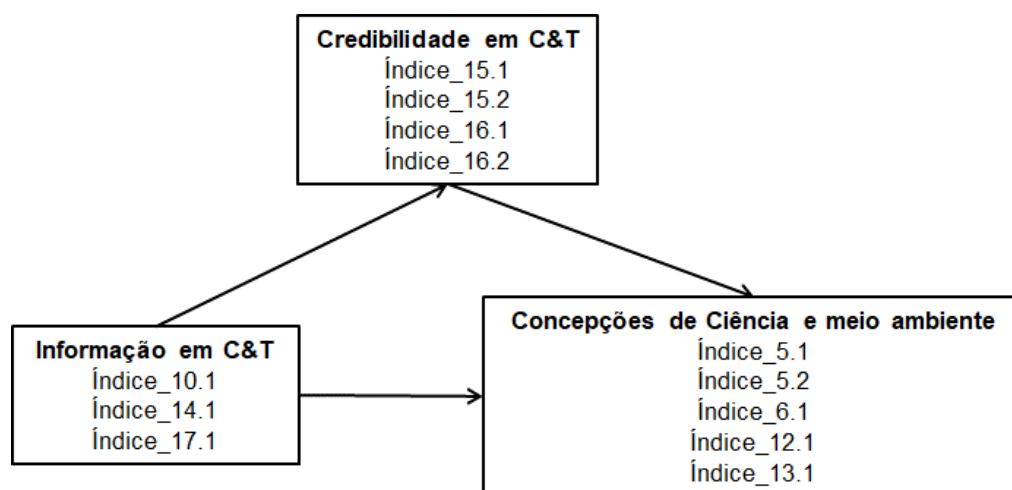 Credibilidade em C&T
Índice_15.1
Índice_15.2
Índice_16.1
Índice_16.2
Informação em C&T
Índice_10.1
Índice_14.1
Índice_17.1
Concepções de Ciência e meio ambiente
Índice_5.1
Índice_5.2
Índice_6.1
Índice_12.1
Índice_13.1